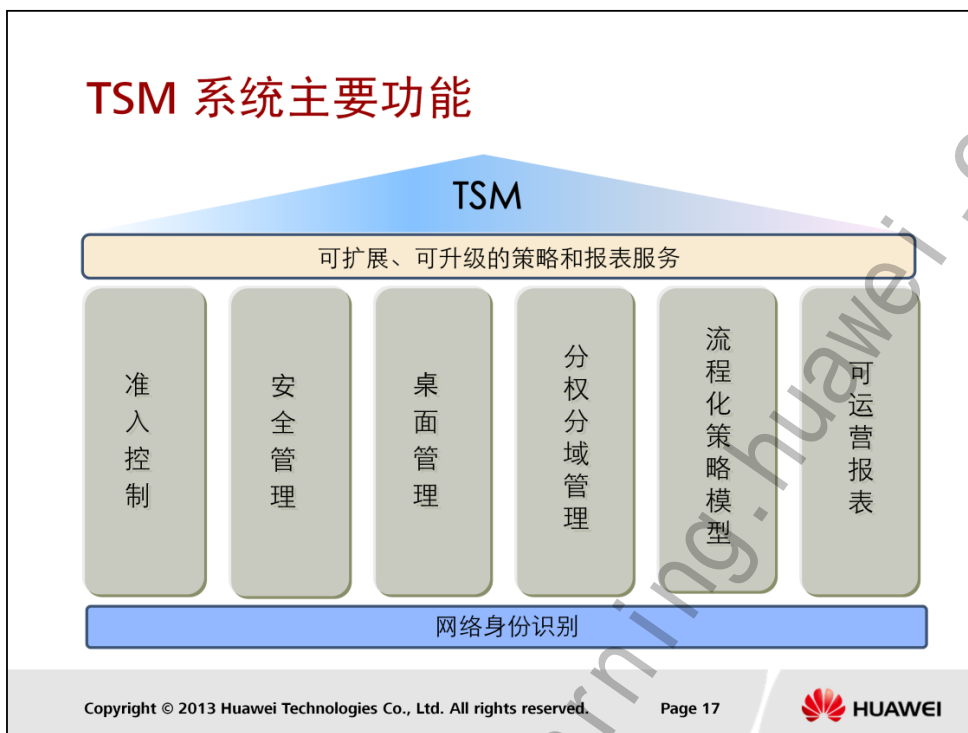 TSM 系统主要功能
TSM
可扩展、可升级的策略和报表服务
准入控制
安全管理
桌面管理
分权分域管理
流程化策略模型
可运营报表
网络身份识别
Copyright © 2013 Huawei Technologies Co., Ltd. All rights reserved.
Page 17
HUAWEI
rning.huawei.